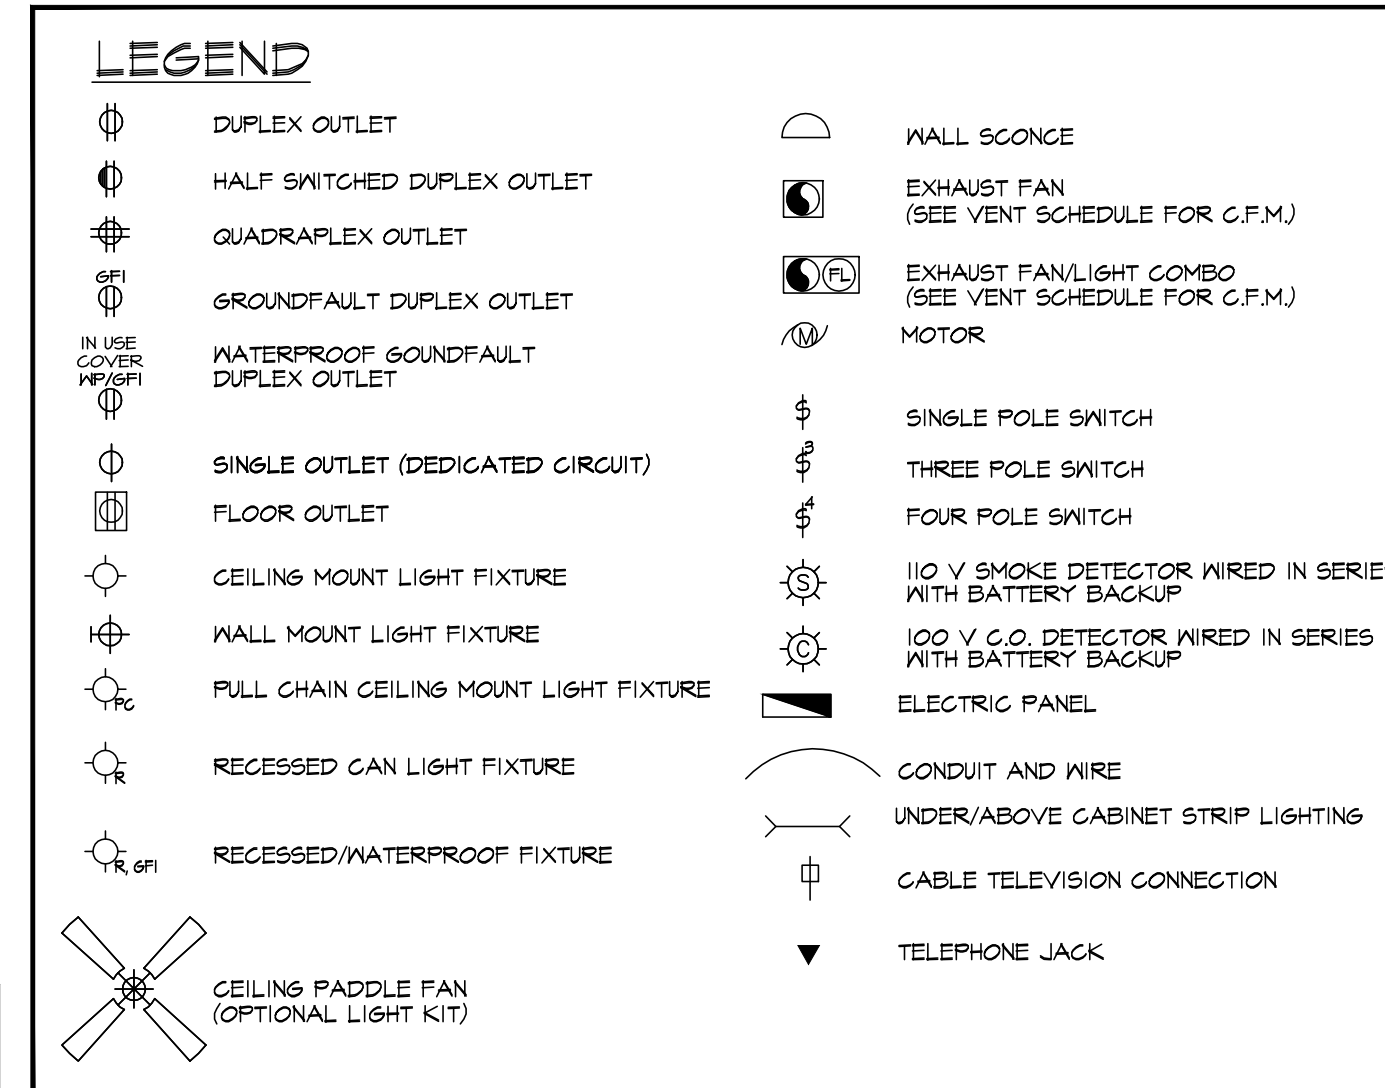 LEGEND
DUPLEX OUTLET
HALF SWITCHED DUPLEX OUTLET
QUADRAPLEX OUTLET
GFI
GROUNDFAULT DUPLEX OUTLET
IN USE
COVER
WP/GFI
WATERPROOF GOUNDFAULT
DUPLEX OUTLET
SINGLE OUTLET (DEDICATED CIRCUIT)
FLOOR OUTLET
CEILING MOUNT LIGHT FIXTURE
WALL MOUNT LIGHT FIXTURE
PC
PULL CHAIN CEILING MOUNT LIGHT FIXTURE
R
RECESSED CAN LIGHT FIXTURE
R, GFI
RECESSED/WATERPROOF FIXTURE
CEILING PADDLE FAN
(OPTIONAL LIGHT KIT)
WALL SCONCE
EXHAUST FAN
(SEE VENT SCHEDULE FOR C.F.M.)
FL
EXHAUST FAN/LIGHT COMBO
(SEE VENT SCHEDULE FOR C.F.M.)
M
MOTOR
$
SINGLE POLE SWITCH
$3
THREE POLE SWITCH
$4
FOUR POLE SWITCH
S
110 V SMOKE DETECTOR WIRED IN SERIE
WITH BATTERY BACKUP
C
100 V C.O. DETECTOR WIRED IN SERIES
WITH BATTERY BACKUP
ELECTRIC PANEL
CONDUIT AND WIRE
UNDER/ABOVE CABINET STRIP LIGHTING
CABLE TELEVISION CONNECTION
TELEPHONE JACK